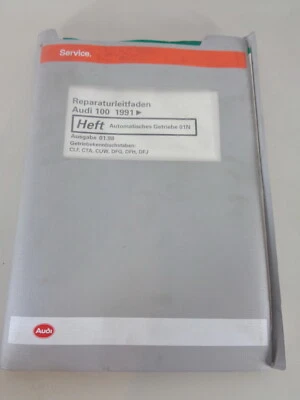 Service.
Reparaturleitfaden
Audi 100 1991 ►
Heft Automatisches Getriebe 01N
Ausgabe 01.98
Getriebekennbuchstaben:
CLF, CTA, CUW, DFG, DFH, DFJ
Audi